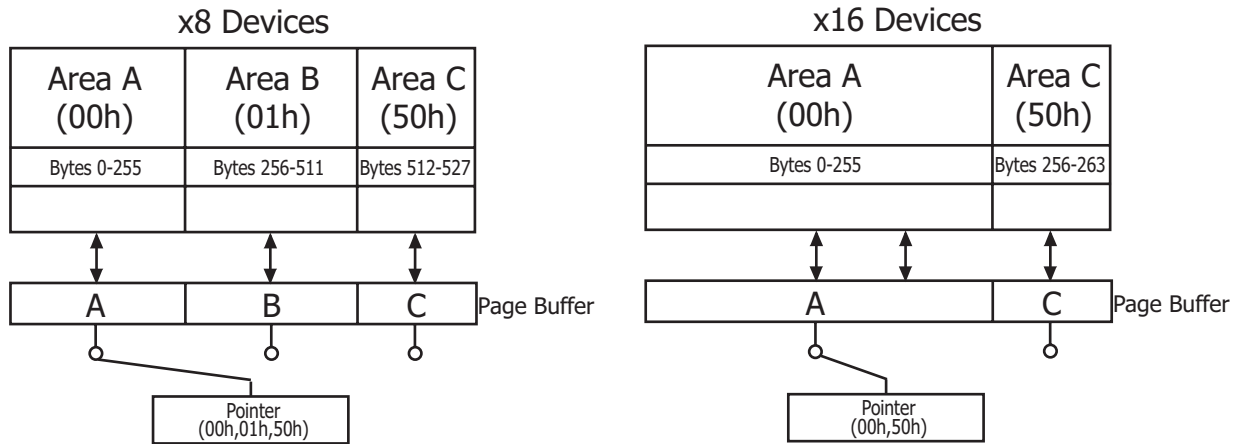 x8 Devices
Area A
(00h)
Area B
(01h)
Area C
(50h)
Bytes 0-255
Bytes 256-511
Bytes 512-527
A
B
C
Page Buffer
Pointer
(00h,01h,50h)
x16 Devices
Area A
(00h)
Area C
(50h)
Bytes 0-255
Bytes 256-263
A
C
Page Buffer
Pointer
(00h,50h)